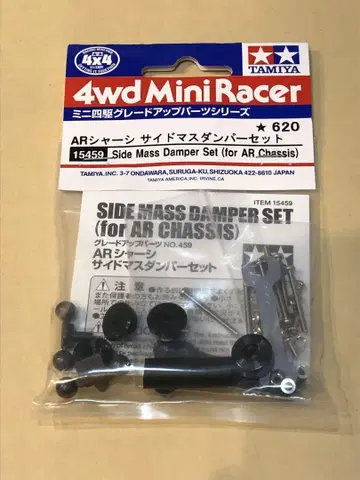 4x4
TAMIYA
4wd Mini Racer
ミニ四駆グレードアップパーツシリーズ
★ 620
ARシャーシ サイドマスダンパーセット
15459 Side Mass Damper Set (for AR Chassis)
TAMIYA, INC. 3-7 ONDAWARA, SURUGA-KU, SHIZUOKA 422-8610 JAPAN
TAMIYA AMERICA, INC. IRVINE, CA
ITEM 15459
SIDE MASS DAMPER SET
(for AR CHASSIS)
グレードアップパーツ NO.459
ARシャーシ
サイドマスダンパーセット
注意